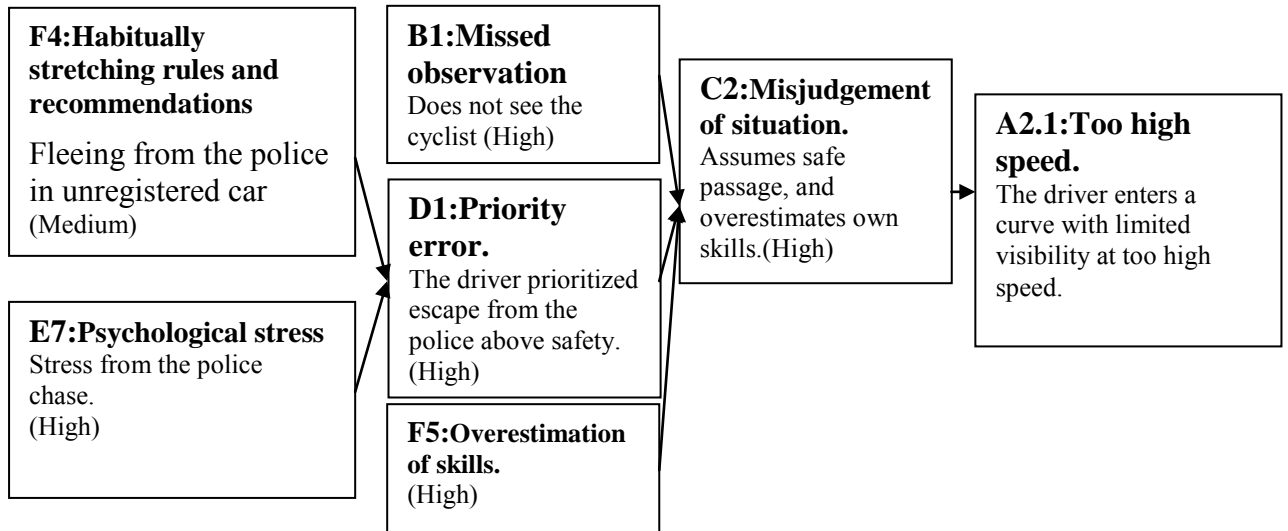 F4:Habitually
stretching rules and
recommendations
Fleeing from the police
in unregistered car
(Medium)
E7:Psychological stress
Stress from the police
chase.
(High)
B1:Missed
observation
Does not see the
cyclist (High)
D1:Priority
error.
The driver prioritized
escape from the
police above safety.
(High)
F5:Overestimation
of skills.
(High)
C2:Misjudgement
of situation.
Assumes safe
passage, and
overestimates own
skills.(High)
A2.1:Too high
speed.
The driver enters a
curve with limited
visibility at too high
speed.